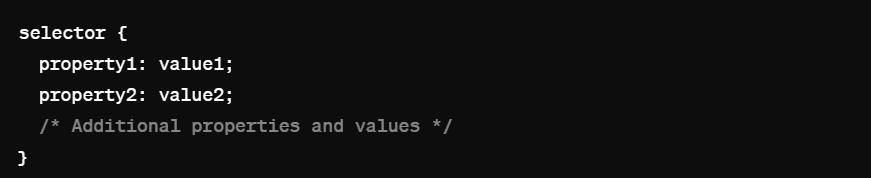 selector {
  property1: value1;
  property2: value2;
  /* Additional properties and values */
}